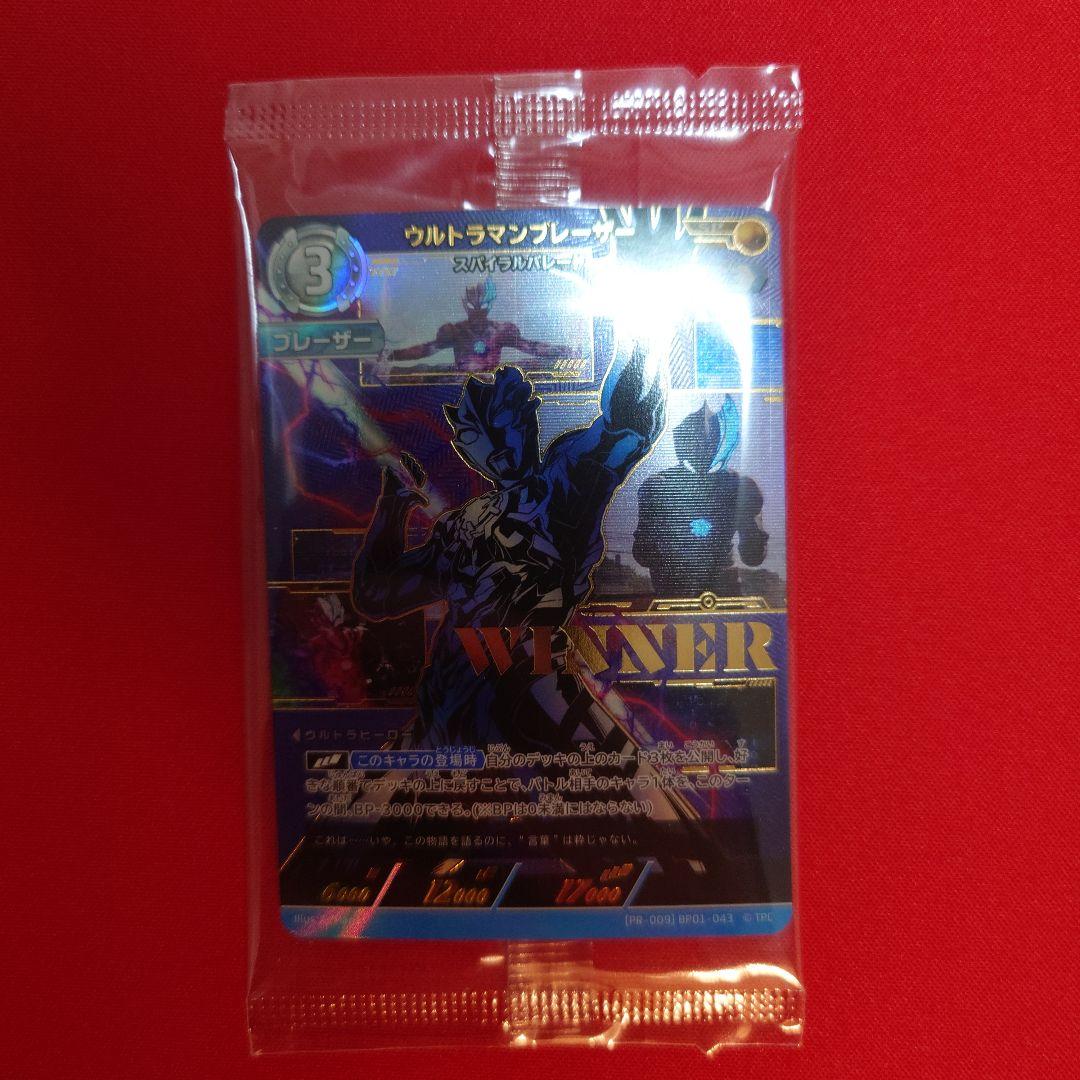 3
ウルトラマンブレーザー
スパイラルバレード
ブレーザー
WINNER
ウルトラヒーロー
このキャラの登場時 自分のデッキの上のカード3枚を公開し、好
きな順番でデッキの上に戻すことで、バトル相手のキャラ1体を、このター
ンの間、BP-3000できる。(※BPは0未満にはならない)
これは……いや、この物語を語るのに、“言葉”は粋じゃない。
6000 12000 17000
Illus.
[PR-009] BP01-043 © TPC